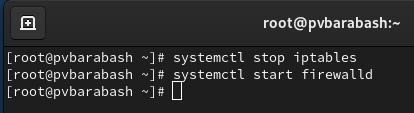 root@pvbarabash:~
[root@pvbarabash ~]# systemctl stop iptables
[root@pvbarabash ~]# systemctl start firewalld
[root@pvbarabash ~]#